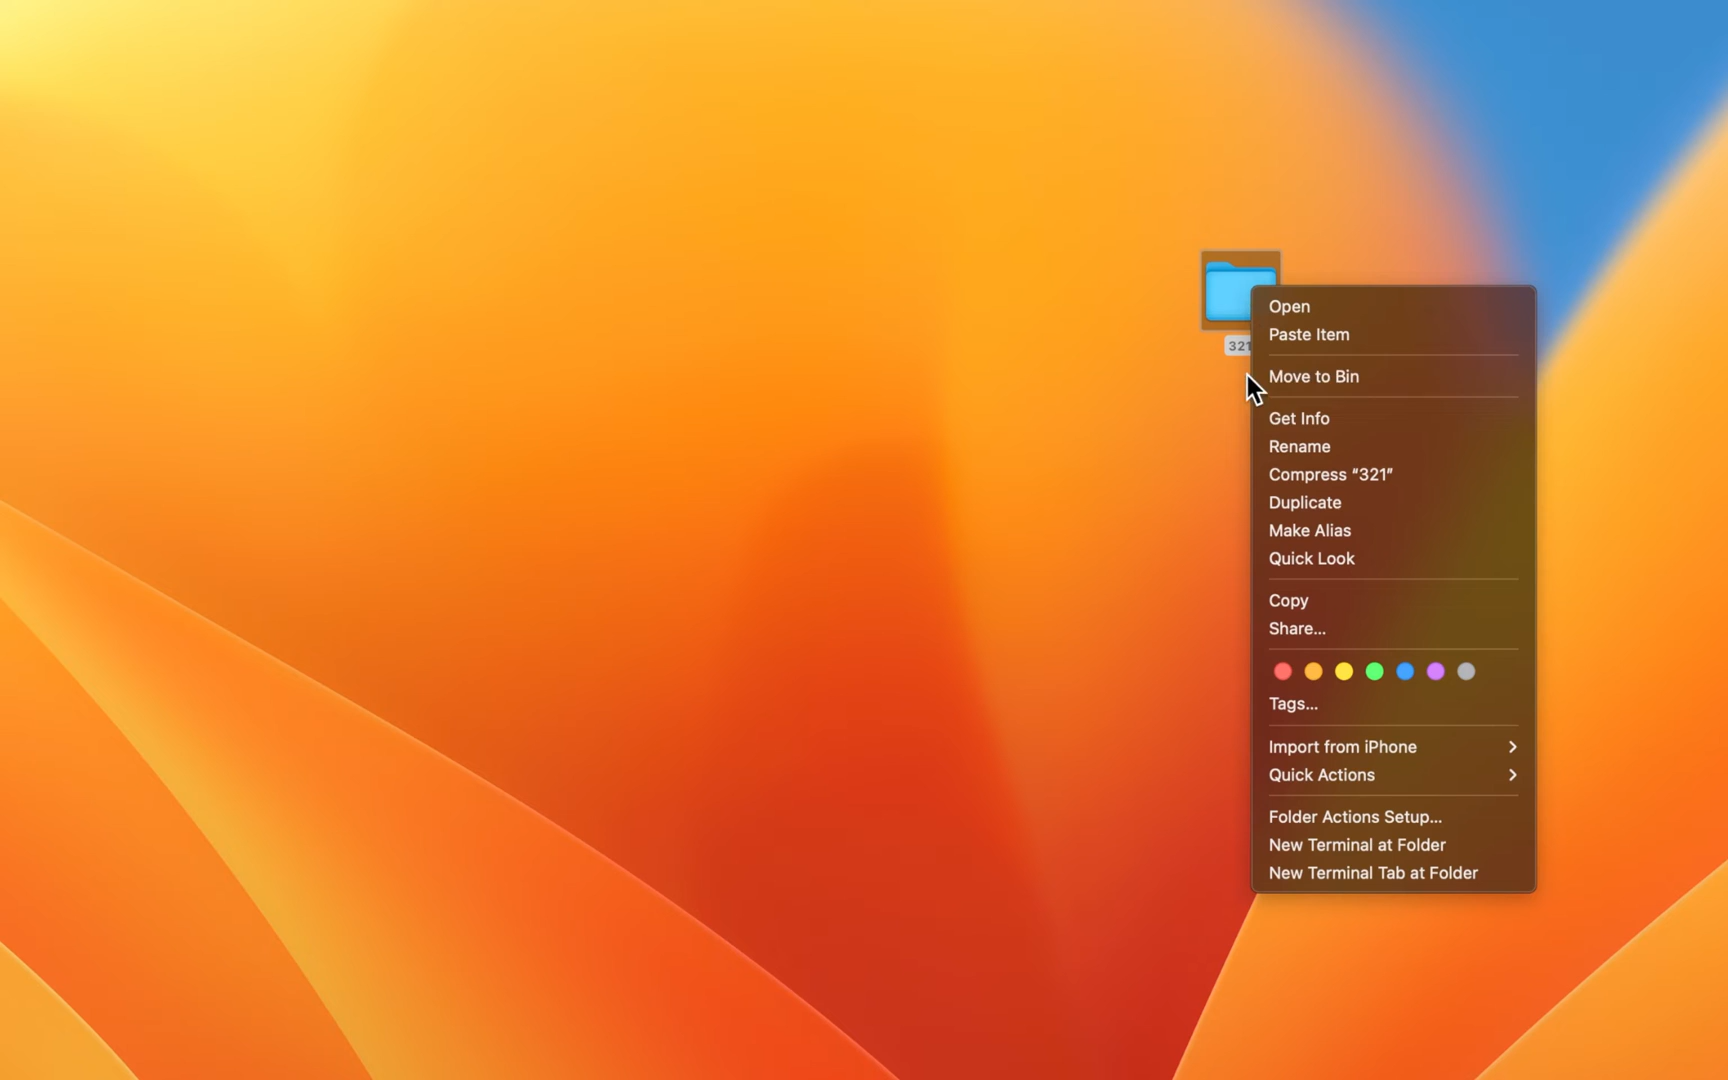 321
Open
Paste Item
Move to Bin
Get Info
Rename
Compress “321”
Duplicate
Make Alias
Quick Look
Copy
Share...
Tags...
Import from iPhone
Quick Actions
Folder Actions Setup...
New Terminal at Folder
New Terminal Tab at Folder